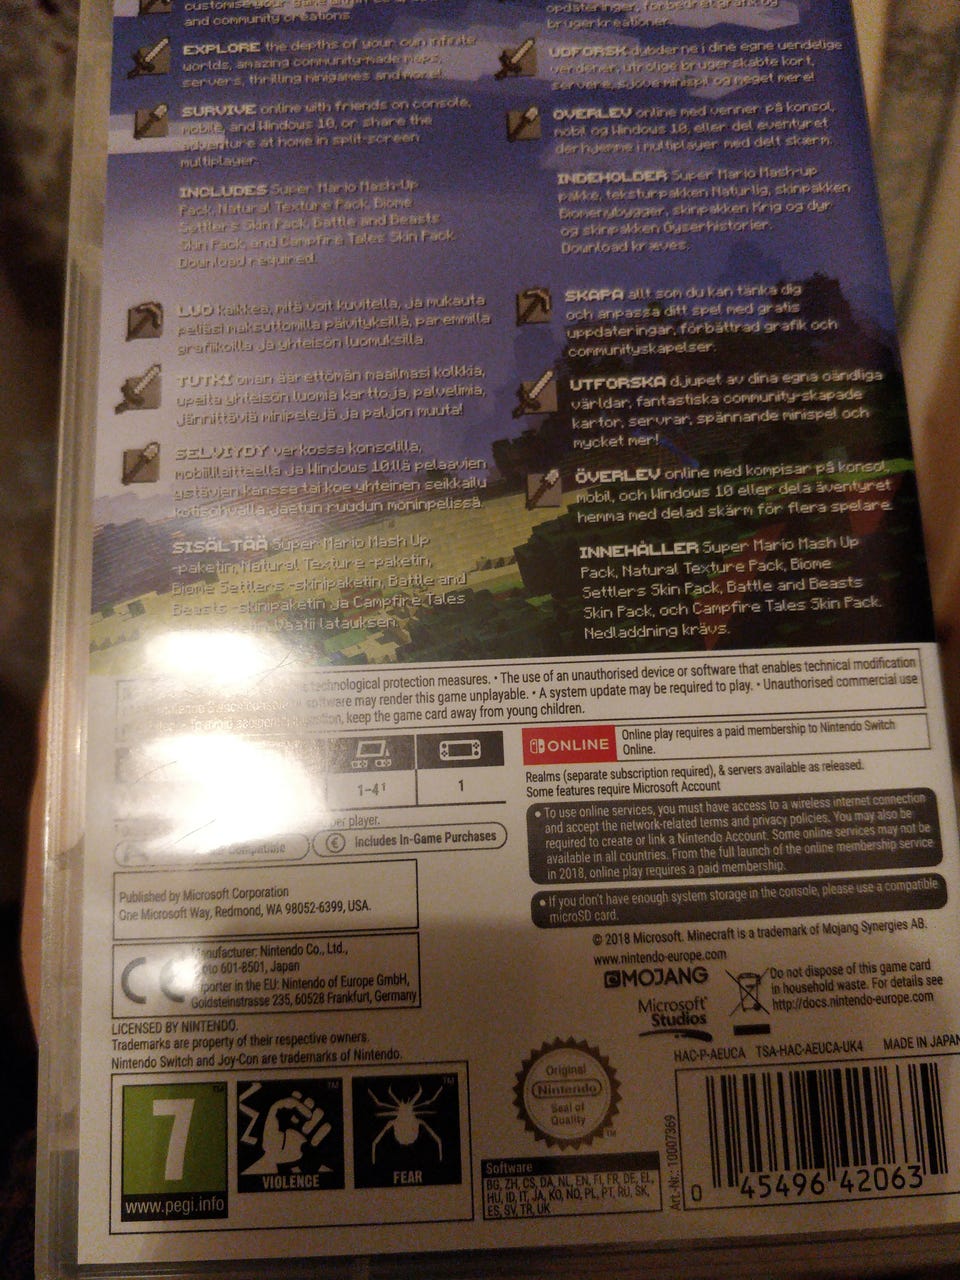 customise your game
and community creations.
EXPLORE the depths of your own infinite
worlds, amazing community-made maps,
servers, thrilling minigames and more!
SURVIVE online with friends on console,
mobile, and Windows 10, or share the
adventure at home in split-screen
multiplayer.
INCLUDES Super Mario Mash-Up
Pack, Natural Texture Pack, Biome
Settlers Skin Pack, Battle and Beasts
Skin Pack, and Campfire Tales Skin Pack.
Download required.
opdateringer, forbedret grafik og
brugerkreationer.
UDFORSK dybderne i dine egne uendelige
verdener, utrolige brugerskabte kort,
servere, sjove minispil og meget mere!
OVERLEV online med venner på konsol,
mobil og Windows 10, eller del eventyret
derhjemme i multiplayer med delt skærm.
INDEHOLDER Super Mario Mash-up
pakke, teksturpakken Naturlig, skinpakken
Biomenybygger, skinpakken Krig og dyr
og skinpakken Gyserhistorier.
Download kræves.
LUO kaikkea, mitä voit kuvitella, ja mukauta
peliäsi maksuttomilla päivityksillä, paremmilla
grafiikoilla ja yhteisön luomuksilla.
TUTKI oman äärettömän maailmasi kolkkia,
upeita yhteisön luomia karttoja, palvelimia,
jännittäviä minipelejä ja paljon muuta!
SELVIYDY verkossa konsolilla,
mobiililaitteella ja Windows 10:llä pelaavien
ystävien kanssa tai koe yhteinen seikkailu
kotisohvalla jaetun ruudun moninpelissä.
SISÄLTÄÄ Super Mario Mash Up
-paketin, Natural Texture -paketin,
Biome Settlers -skinipaketin, Battle and
Beasts -skinipaketin ja Campfire Tales
Vaatii latauksen.
SKAPA allt som du kan tänka dig
och anpassa ditt spel med gratis
uppdateringar, förbättrad grafik och
communityskapelser.
UTFORSKA djupet av dina egna oändliga
världar, fantastiska community-skapade
kartor, servrar, spännande minispel och
mycket mer!
ÖVERLEV online med kompisar på konsol,
mobil, och Windows 10 eller dela äventyret
hemma med delad skärm för flera spelare.
INNEHÅLLER Super Mario Mash Up
Pack, Natural Texture Pack, Biome
Settlers Skin Pack, Battle and Beasts
Skin Pack, och Campfire Tales Skin Pack.
Nedladdning krävs.
technological protection measures. • The use of an unauthorised device or software that enables technical modification
software may render this game unplayable. • A system update may be required to play. • Unauthorised commercial use
keep the game card away from young children.
1-4¹ 1
per player.
Compatible
€ Includes In-Game Purchases
ONLINE
Online play requires a paid membership to Nintendo Switch
Online.
Realms (separate subscription required), & servers available as released.
Some features require Microsoft Account
• To use online services, you must have access to a wireless internet connection
and accept the network-related terms and privacy policies. You may also be
required to create or link a Nintendo Account. Some online services may not be
available in all countries. From the full launch of the online membership service
in 2018, online play requires a paid membership.
• If you don't have enough system storage in the console, please use a compatible
microSD card.
Published by Microsoft Corporation
One Microsoft Way, Redmond, WA 98052-6399, USA.
CE
Manufacturer: Nintendo Co., Ltd.,
Kyoto 601-8501, Japan
Importer in the EU: Nintendo of Europe GmbH,
Goldsteinstrasse 235, 60528 Frankfurt, Germany
LICENSED BY NINTENDO.
Trademarks are property of their respective owners.
Nintendo Switch and Joy-Con are trademarks of Nintendo.
© 2018 Microsoft. Minecraft is a trademark of Mojang Synergies AB.
www.nintendo-europe.com
MOJANG
Microsoft
Studios
Do not dispose of this game card
in household waste. For details see
http://docs.nintendo-europe.com
HAC-P-AEUCA TSA-HAC-AEUCA-UK4 MADE IN JAPAN
7
www.pegi.info
VIOLENCE
FEAR
TM
Original
Nintendo
Seal of
Quality
TM
Software
BG, ZH, CS, DA, NL, EN, FI, FR, DE, EL,
HU, ID, IT, JA, KO, NO, PL, PT, RU, SK,
ES, SV, TR, UK
Art.-Nr.: 10007369
0 45496 42063